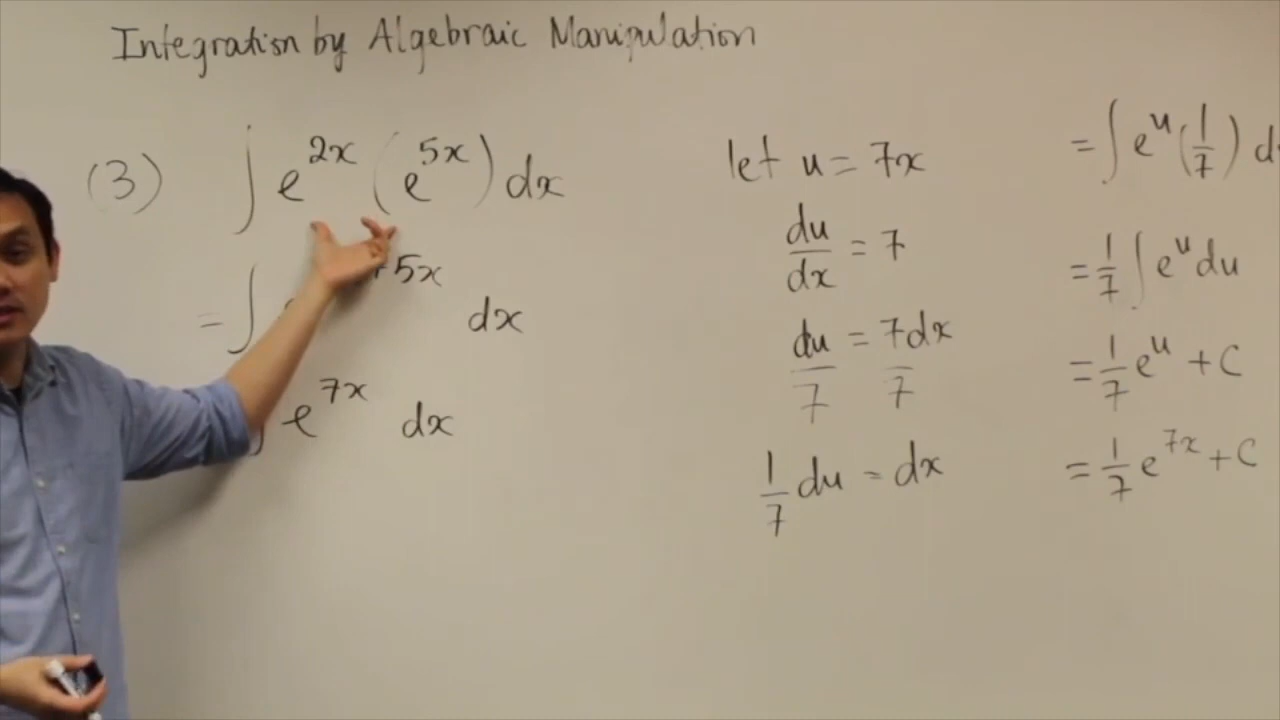 Integration by Algebraic Manipulation
(3) ∫ e^{2x} (e^{5x}) dx
= ∫ +5x dx
e^{7x} dx
let u = 7x
du/dx = 7
du/7 = 7dx/7
1/7 du = dx
= ∫ e^u (1/7) d
= 1/7 ∫ e^u du
= 1/7 e^u + C
= 1/7 e^{7x} + C